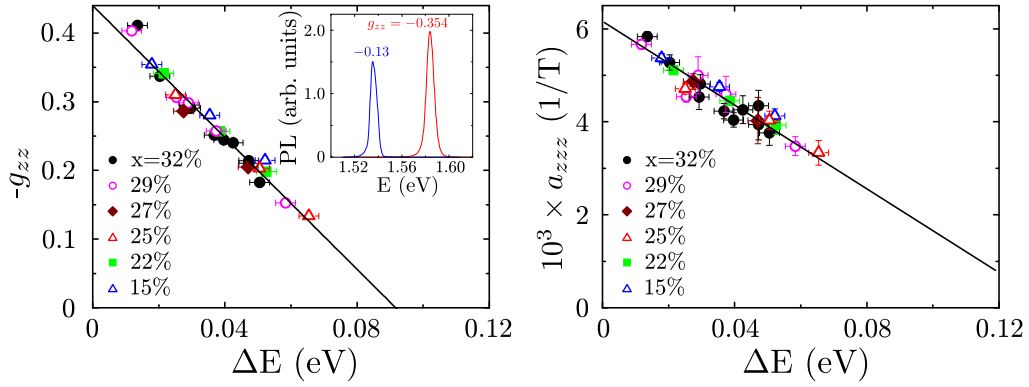 -g_zz
0.4
0.3
0.2
0.1
0
0 0.04 0.08 0.12
ΔE (eV)
x=32%
29%
27%
25%
22%
15%
PL (arb. units)
2.0
1.0
0
1.52 1.56 1.60
E (eV)
g_zz = −0.354
−0.13
10^3 × a_zzz (1/T)
6
4
2
0
0 0.04 0.08 0.12
ΔE (eV)
x=32%
29%
27%
25%
22%
15%